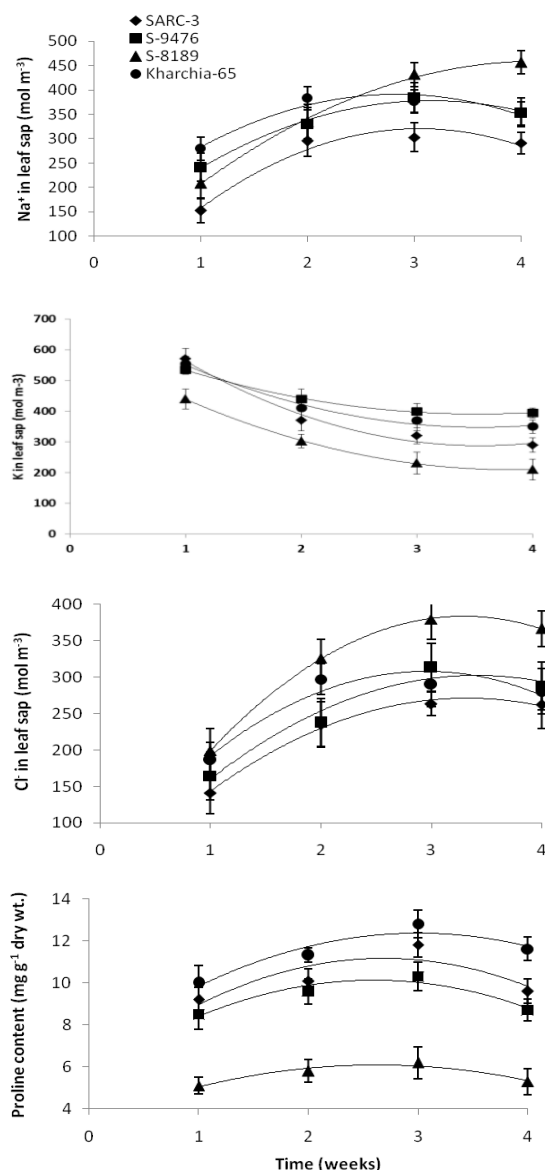 SARC-3
S-9476
S-8189
Kharchia-65
Na⁺ in leaf sap (mol m⁻³)
500
450
400
350
300
250
200
150
100
0 1 2 3 4
K in leaf sap (mol m-3)
700
600
500
400
300
200
100
0
0 1 2 3 4
Cl⁻ in leaf sap (mol m⁻³)
400
350
300
250
200
150
100
0 1 2 3 4
Proline content (mg g⁻¹ dry wt.)
14
12
10
8
6
4
0 1 2 3 4
Time (weeks)